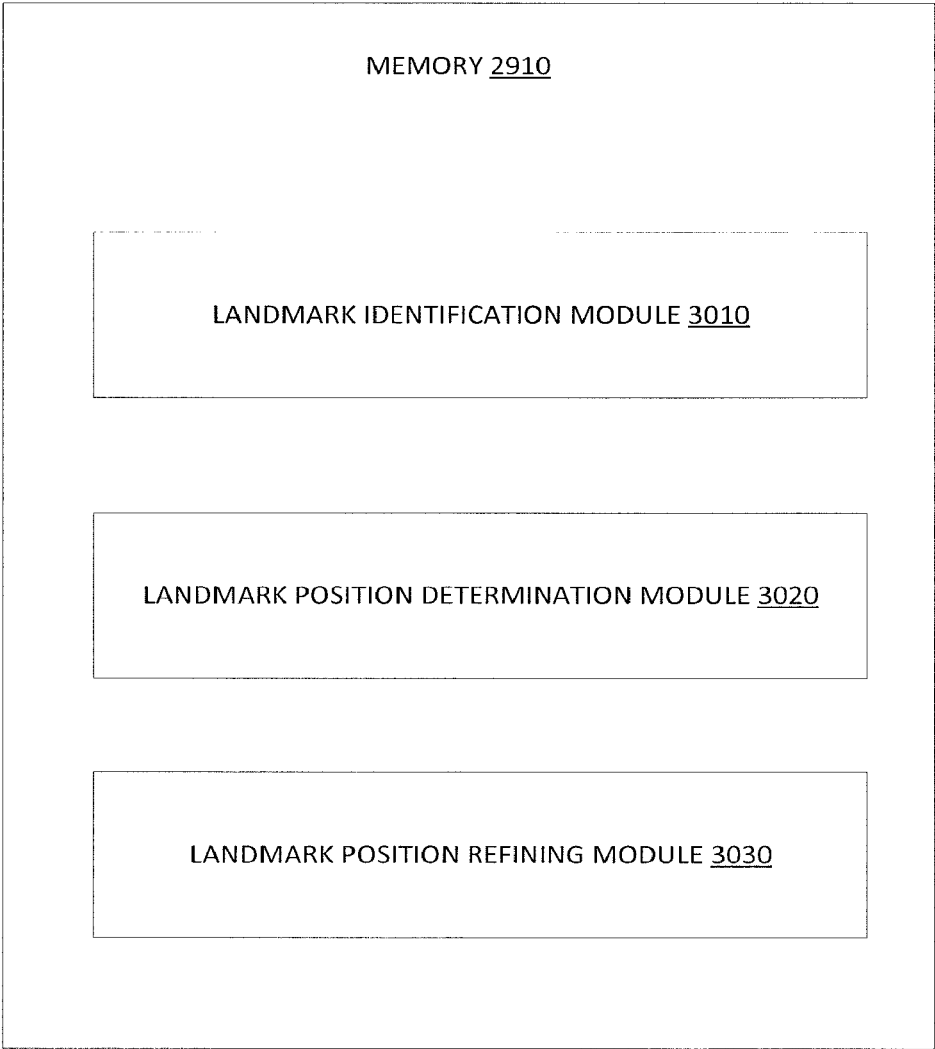 MEMORY 2910
LANDMARK IDENTIFICATION MODULE 3010
LANDMARK POSITION DETERMINATION MODULE 3020
LANDMARK POSITION REFINING MODULE 3030